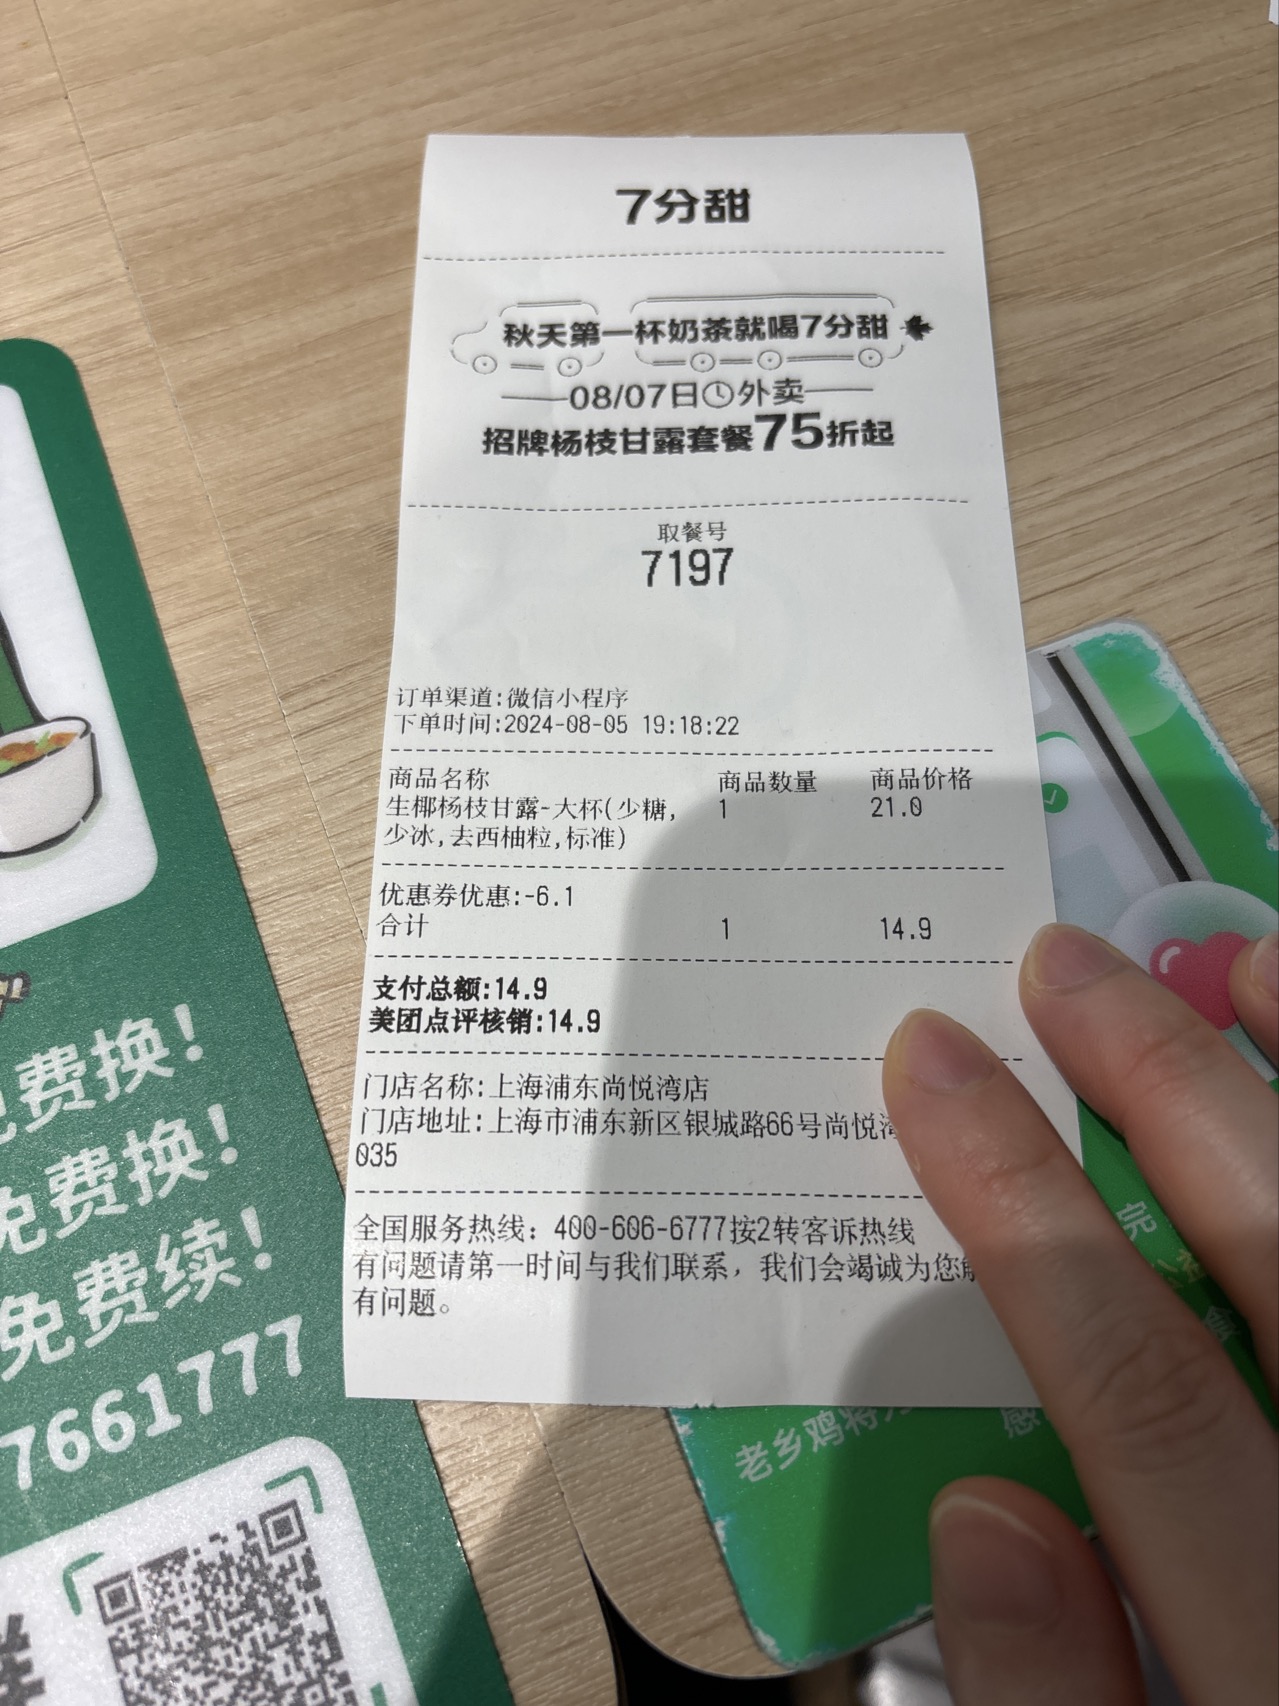 7分甜
秋天第一杯奶茶就喝7分甜
08/07日 外卖
招牌杨枝甘露套餐75折起
取餐号
7197
订单渠道:微信小程序
下单时间:2024-08-05 19:18:22
商品名称 商品数量 商品价格
生椰杨枝甘露-大杯(少糖, 1 21.0
少冰,去西柚粒,标准)
优惠券优惠:-6.1
合计 1 14.9
支付总额:14.9
美团点评核销:14.9
门店名称:上海浦东尚悦湾店
门店地址:上海市浦东新区银城路66号尚悦
035
全国服务热线: 400-606-6777按2转客诉热线
有问题请第一时间与我们联系，我们会竭诚为您
有问题。
费换!
免费换!
免费续!
7661777
老乡鸡将
感
完